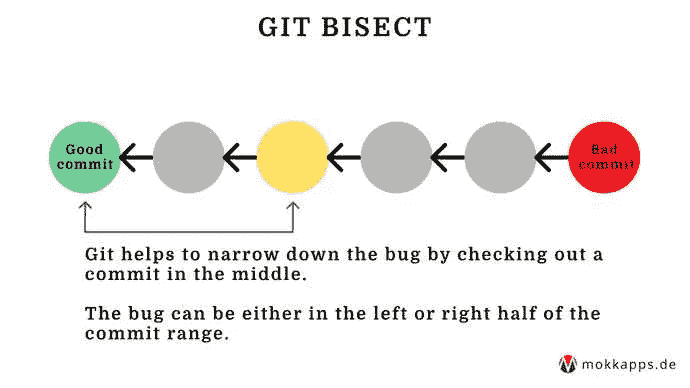 GIT BISECT
Good
commit
Bad
commit
Git helps to narrow down the bug by checking out a
commit in the middle.
The bug can be either in the left or right half of the
commit range.
mokkapps.de